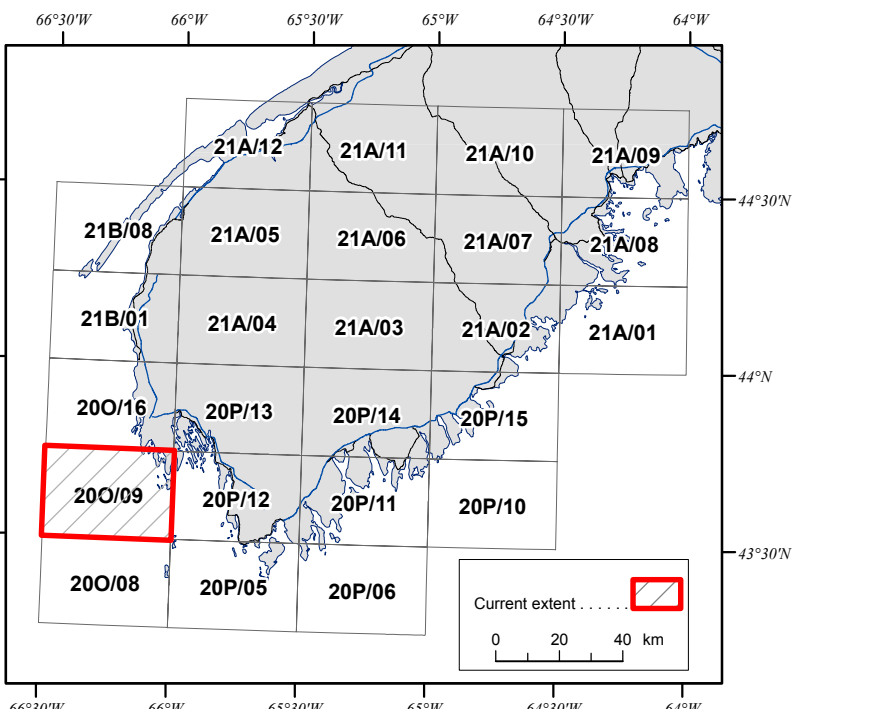 66°30'W 66°W 65°30'W 65°W 64°30'W 64°W
21A/12 21A/11 21A/10 21A/09
44°30'N
21B/08 21A/05 21A/06 21A/07 21A/08
21B/01 21A/04 21A/03 21A/02 21A/01
44°N
20O/16 20P/13 20P/14 20P/15
20O/09 20P/12 20P/11 20P/10
43°30'N
20O/08 20P/05 20P/06
Current extent . . . . . .
0 20 40 km
66°30'W 66°W 65°30'W 65°W 64°30'W 64°W